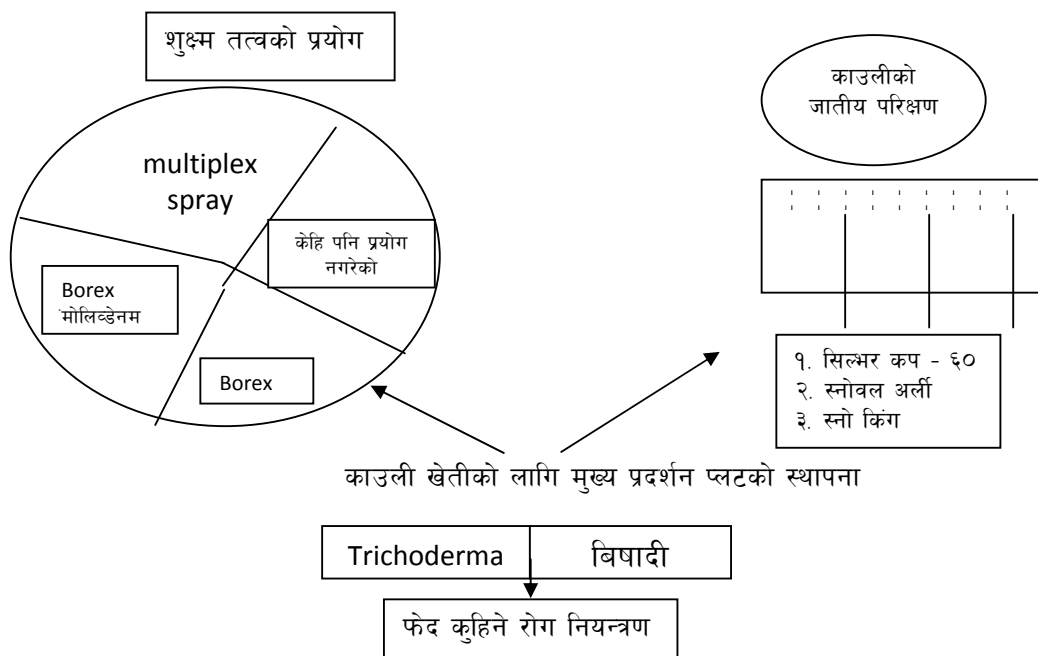 शुक्ष्म तत्वको प्रयोग
multiplex
spray
केहि पनि प्रयोग
नगरेको
Borex
मोलिव्डेनम
Borex
काउलीको
जातीय परिक्षण
१. सिल्भर कप - ६०
२. स्नोवल अर्ली
३. स्नो किंग
काउली खेतीको लागि मुख्य प्रदर्शन प्लटको स्थापना
Trichoderma
बिषादी
फेद कुहिने रोग नियन्त्रण